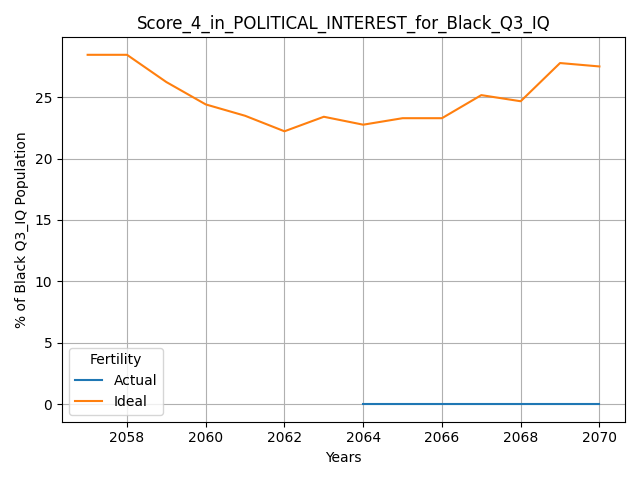 Score_4_in_POLITICAL_INTEREST_for_Black_Q3_IQ
% of Black Q3_IQ Population
25
20
15
10
5
0
Fertility
Actual
Ideal
2058 2060 2062 2064 2066 2068 2070
Years